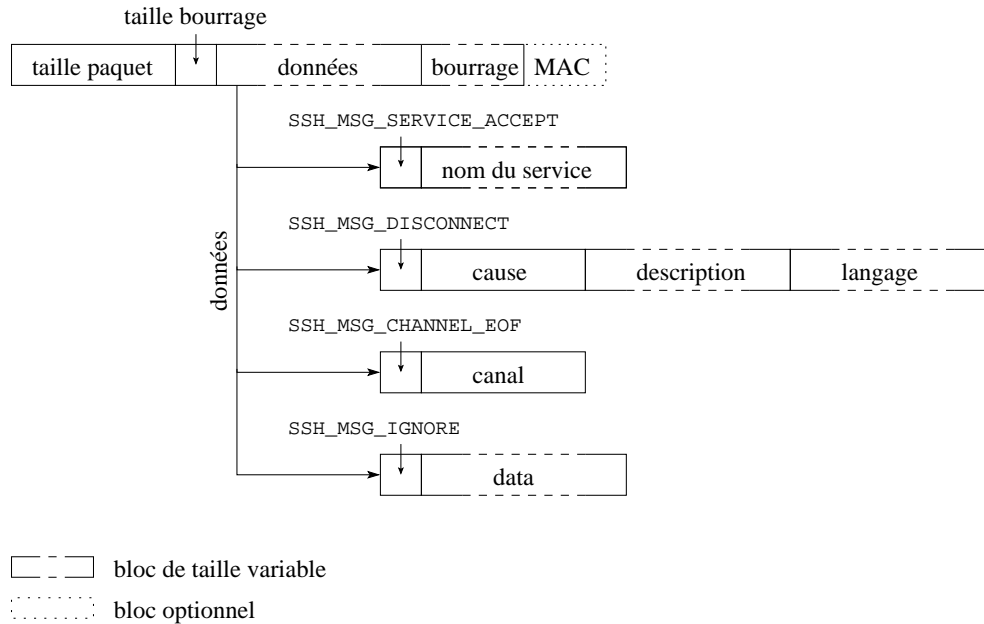 taille bourrage
taille paquet données bourrage MAC
SSH_MSG_SERVICE_ACCEPT
nom du service
SSH_MSG_DISCONNECT
cause description langage
données
SSH_MSG_CHANNEL_EOF
canal
SSH_MSG_IGNORE
data
bloc de taille variable
bloc optionnel